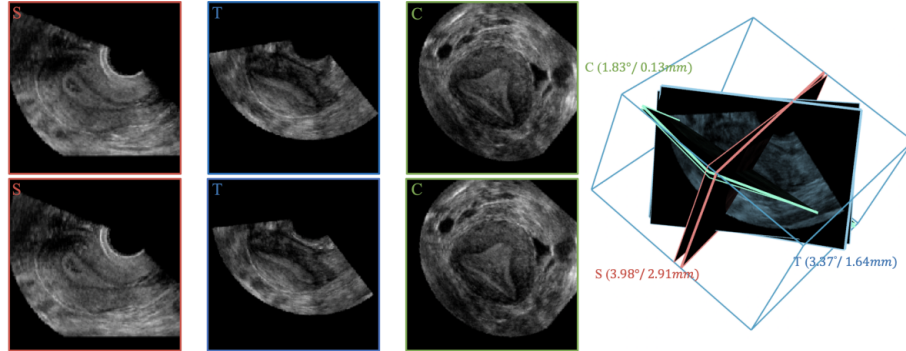 S
T
C
C (1.83°/ 0.13mm)
S
T
C
T (3.37°/ 1.64mm)
S (3.98°/ 2.91mm)